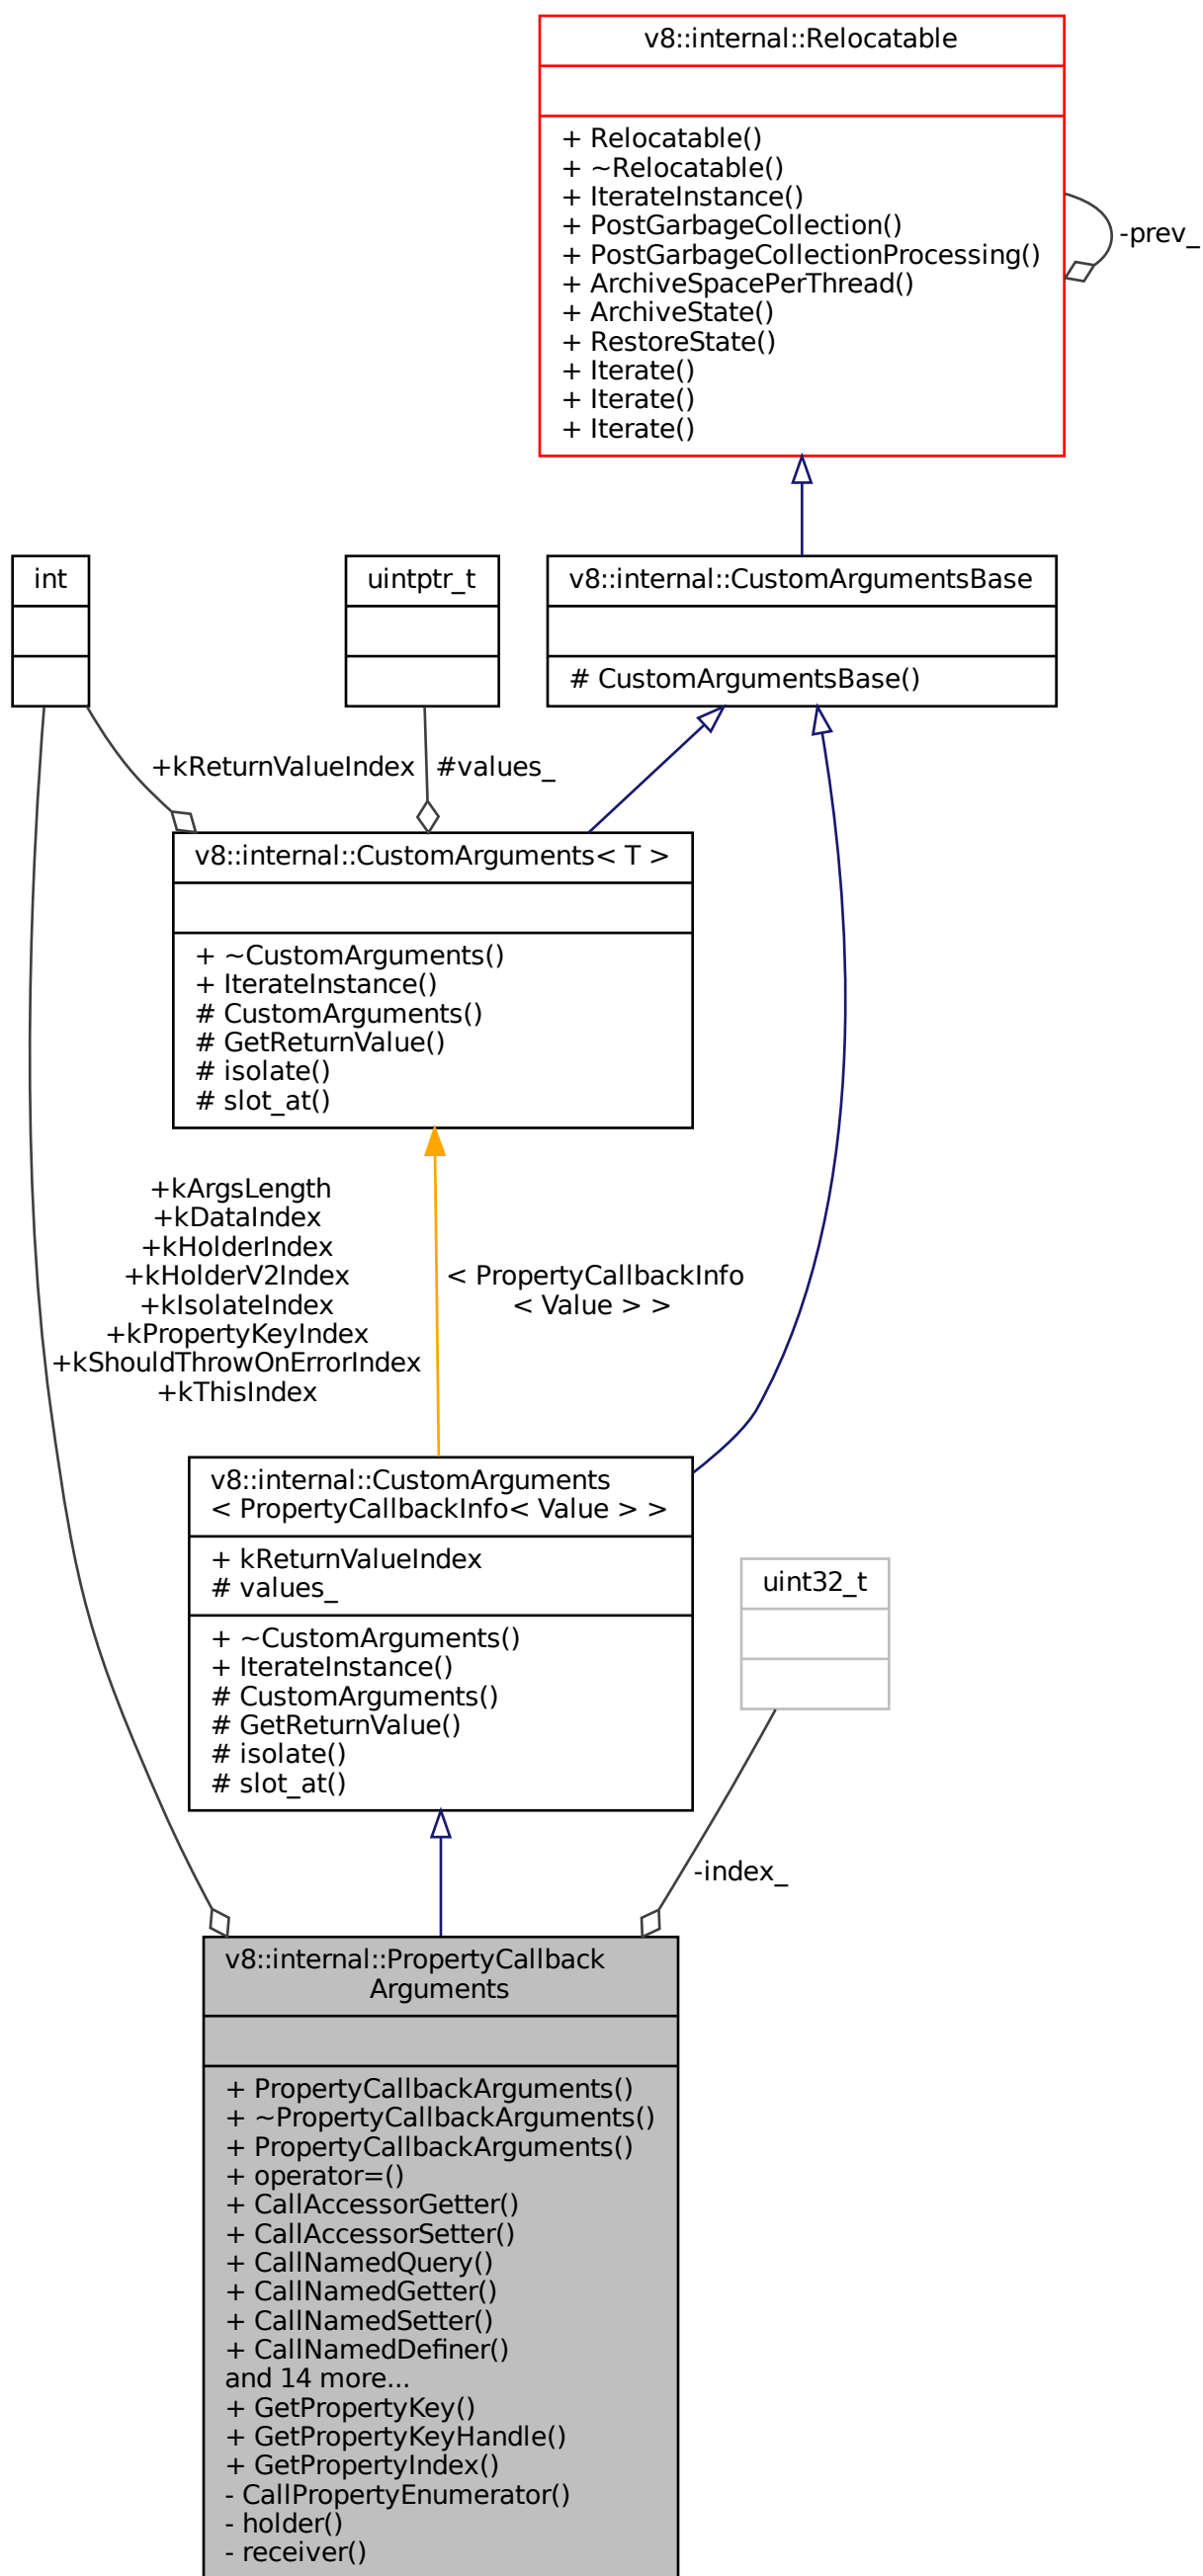 v8::internal::Relocatable
+ Relocatable()
+ ~Relocatable()
+ IterateInstance()
+ PostGarbageCollection()
+ PostGarbageCollectionProcessing()
+ ArchiveSpacePerThread()
+ ArchiveState()
+ RestoreState()
+ Iterate()
+ Iterate()
+ Iterate()
-prev_
int
uintptr_t
v8::internal::CustomArgumentsBase
# CustomArgumentsBase()
+kReturnValueIndex
#values_
v8::internal::CustomArguments< T >
+ ~CustomArguments()
+ IterateInstance()
# CustomArguments()
# GetReturnValue()
# isolate()
# slot_at()
+kArgsLength
+kDataIndex
+kHolderIndex
+kHolderV2Index
+kIsolateIndex
+kPropertyKeyIndex
+kShouldThrowOnErrorIndex
+kThisIndex
< PropertyCallbackInfo
< Value > >
v8::internal::CustomArguments
< PropertyCallbackInfo< Value > >
+ kReturnValueIndex
# values_
+ ~CustomArguments()
+ IterateInstance()
# CustomArguments()
# GetReturnValue()
# isolate()
# slot_at()
uint32_t
-index_
v8::internal::PropertyCallback
Arguments
+ PropertyCallbackArguments()
+ ~PropertyCallbackArguments()
+ PropertyCallbackArguments()
+ operator=()
+ CallAccessorGetter()
+ CallAccessorSetter()
+ CallNamedQuery()
+ CallNamedGetter()
+ CallNamedSetter()
+ CallNamedDefiner()
and 14 more...
+ GetPropertyKey()
+ GetPropertyKeyHandle()
+ GetPropertyIndex()
- CallPropertyEnumerator()
- holder()
- receiver()